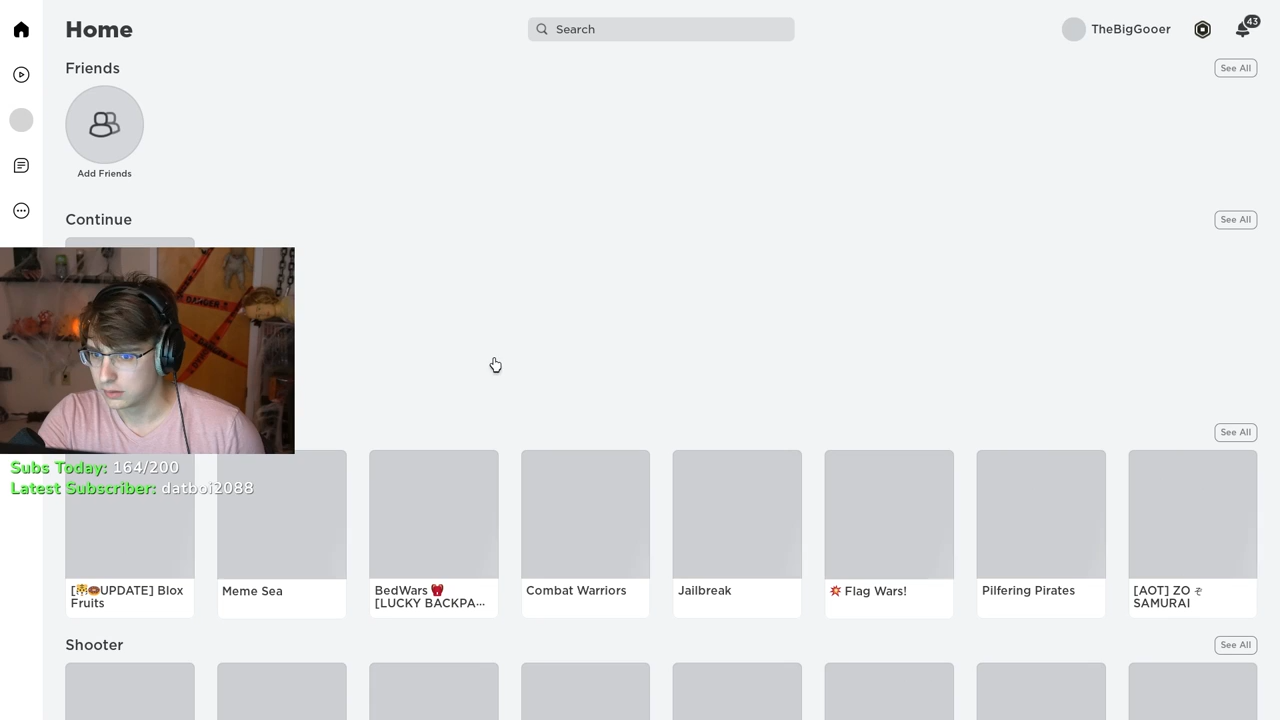 Home
Search
TheBigGooer
43
Friends
See All
Add Friends
Continue
See All
DANGER
See All
Subs Today: 164/200
Latest Subscriber: datboi2088
[🐯🍩UPDATE] Blox
Fruits
Meme Sea
BedWars 🎒
[LUCKY BACKPA...
Combat Warriors
Jailbreak
💥 Flag Wars!
Pilfering Pirates
[AOT] ZO ぞ
SAMURAI
Shooter
See All